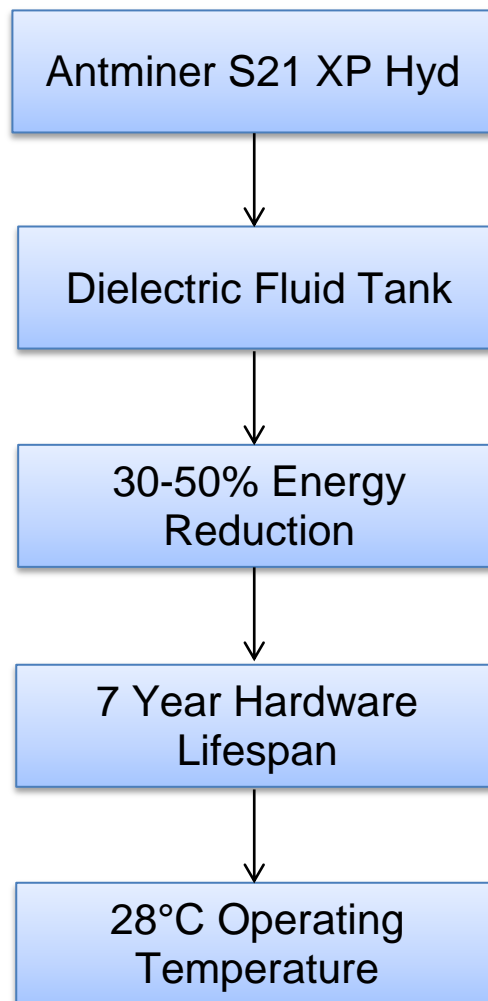 Antminer S21 XP Hyd
Dielectric Fluid Tank
30-50% Energy
Reduction
7 Year Hardware
Lifespan
28°C Operating
Temperature